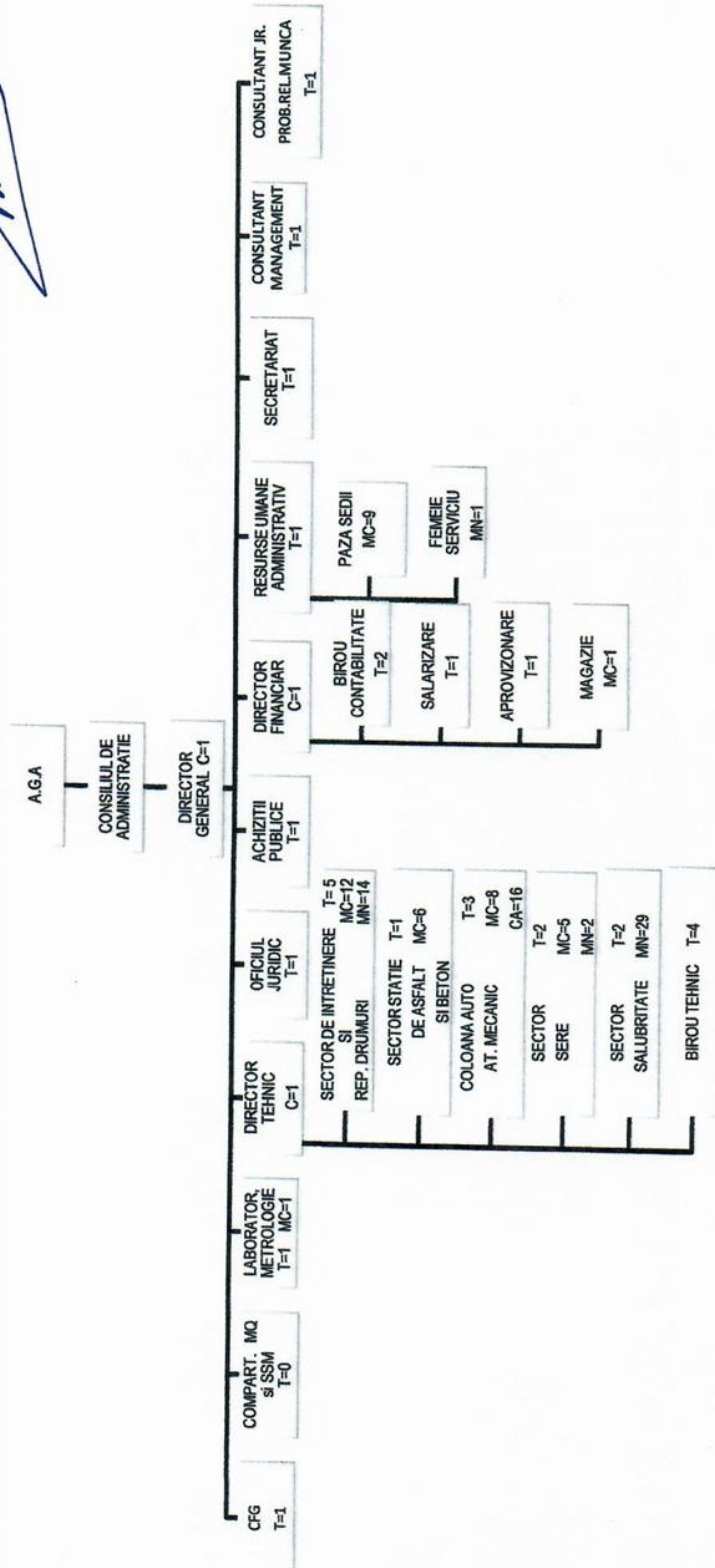 A.G.A
CONSILIUL DE
ADMINISTRATIE
DIRECTOR
GENERAL C=1
CFG
T=1
COMPART. MQ
si SSM
T=0
LABORATOR,
METROLOGIE
T=1 MC=1
DIRECTOR
TEHNIC
C=1
OFICIUL
JURIDIC
T=1
ACHIZITII
PUBLICE
T=1
DIRECTOR
FINANCIAR
C=1
RESURSE UMANE
ADMINISTRATIV
T=1
SECRETARIAT
T=1
CONSULTANT
MANAGEMENT
T=1
CONSULTANT JR.
PROB.REL.MUNCA
T=1
SECTOR DE INTRETINERE T= 5
SI MC=12
REP. DRUMURI MN=14
SECTOR STATIE T=1
DE ASFALT MC=6
SI BETON
COLOANA AUTO T=3
AT. MECANIC MC=8
CA=16
SECTOR T=2
SERE MC=5
MN=2
SECTOR T=2
SALUBRITATE MN=29
BIROU TEHNIC T=4
BIROU
CONTABILITATE
T=2
SALARIZARE
T=1
APROVIZONARE
T=1
MAGAZIE
MC=1
PAZA SEDII
MC=9
FEMEIE
SERVICIU
MN=1